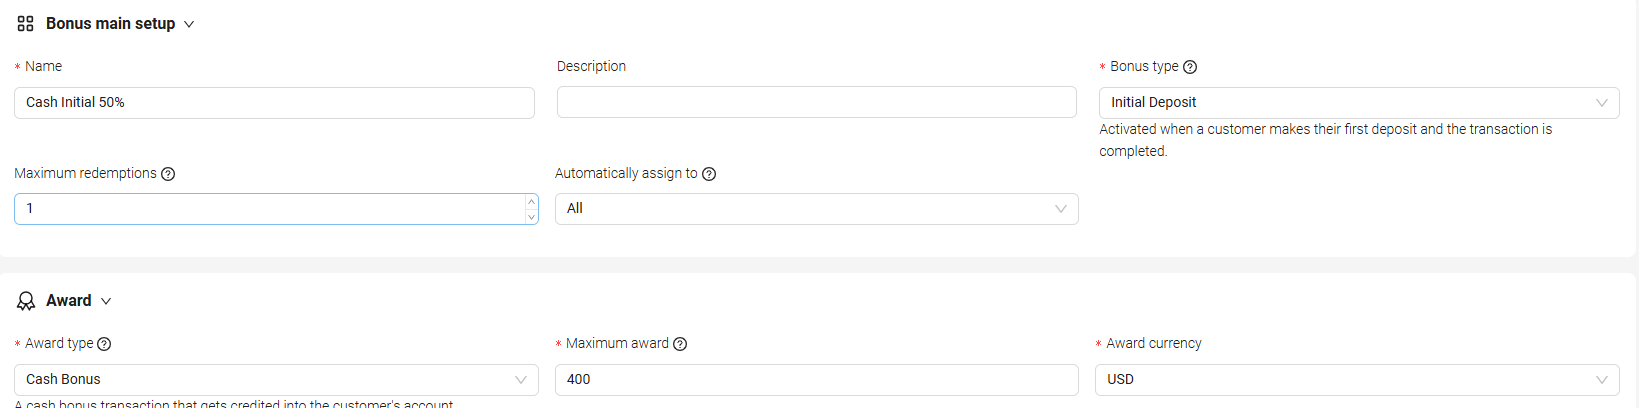 Bonus main setup
* Name
Description
* Bonus type ?
Cash Initial 50%
Initial Deposit
Activated when a customer makes their first deposit and the transaction is
completed.
Maximum redemptions ?
Automatically assign to ?
1
All
Award
* Award type ?
* Maximum award ?
* Award currency
Cash Bonus
400
USD
A cash bonus transaction that gets credited into the customer's account